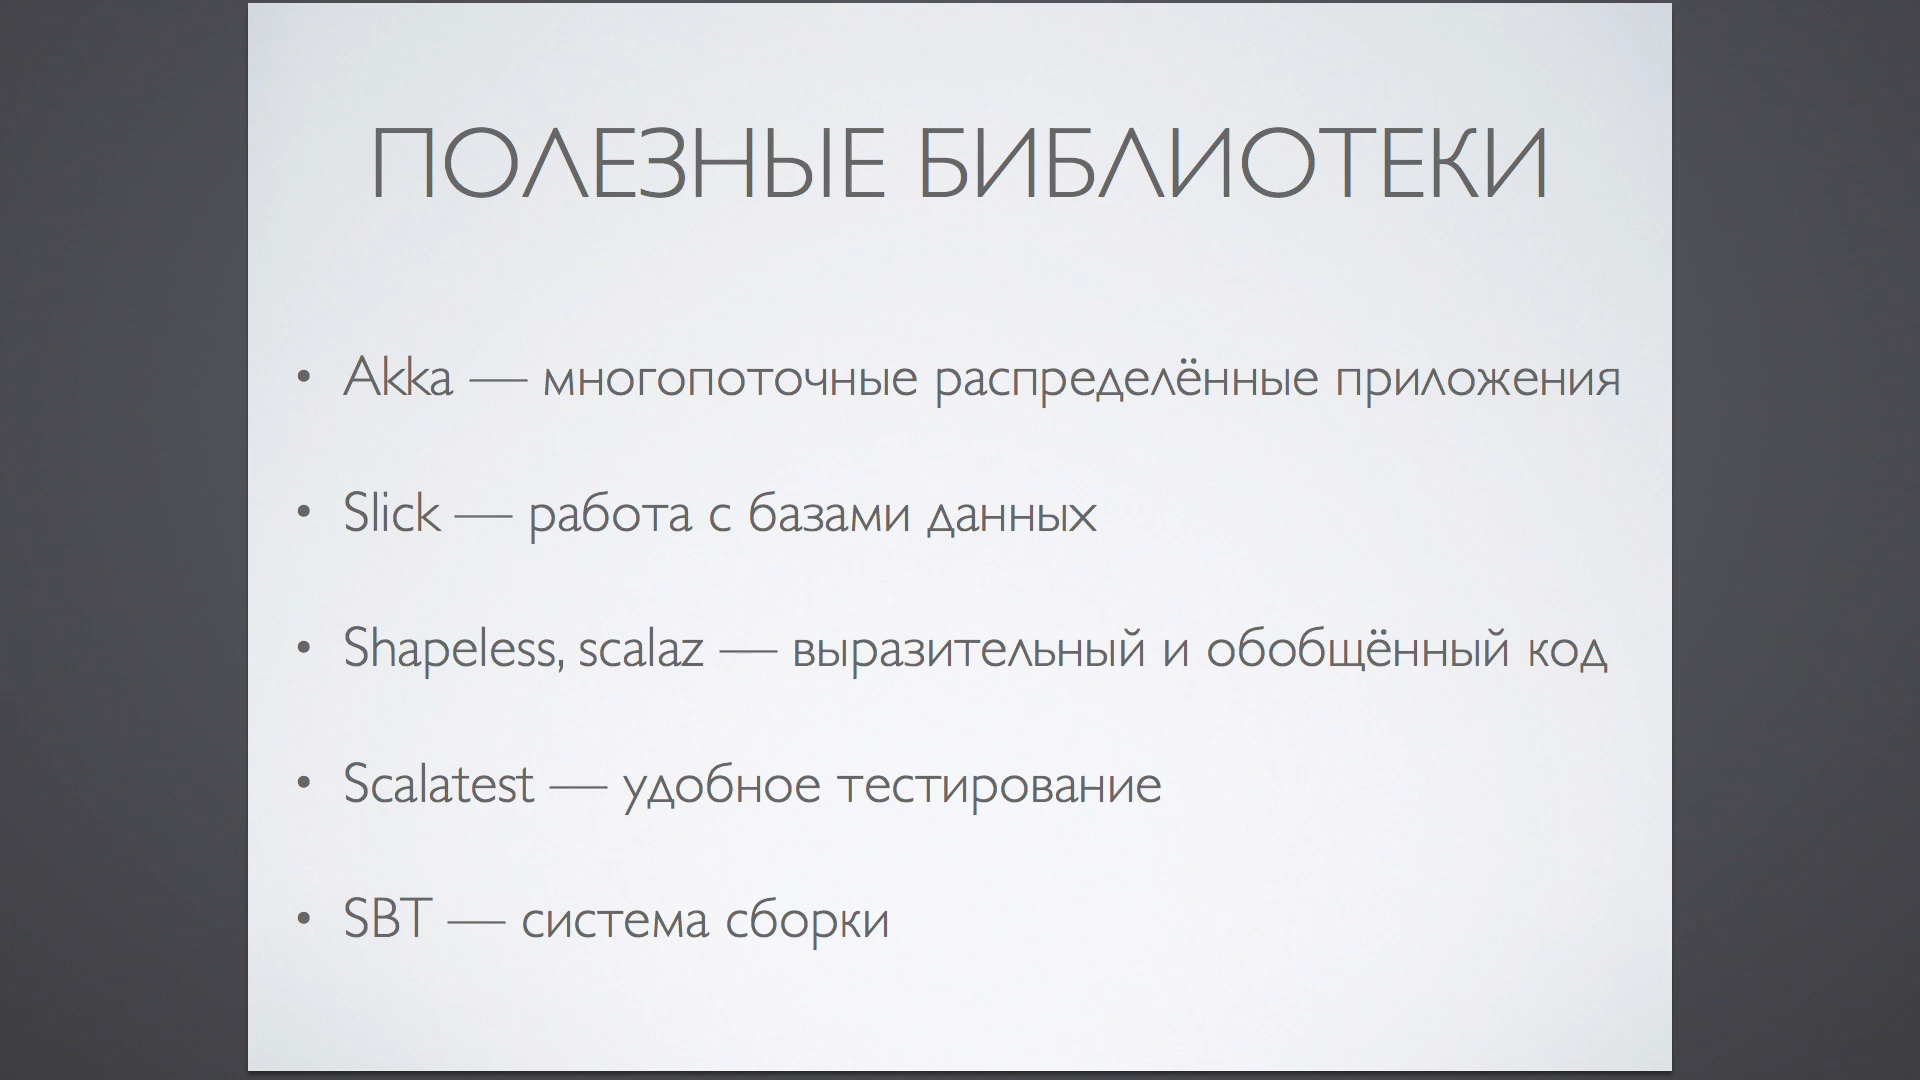 ПОЛЕЗНЫЕ БИБЛИОТЕКИ
• Akka — многопоточные распределённые приложения
• Slick — работа с базами данных
• Shapeless, scalaz — выразительный и обобщённый код
• Scalatest — удобное тестирование
• SBT — система сборки